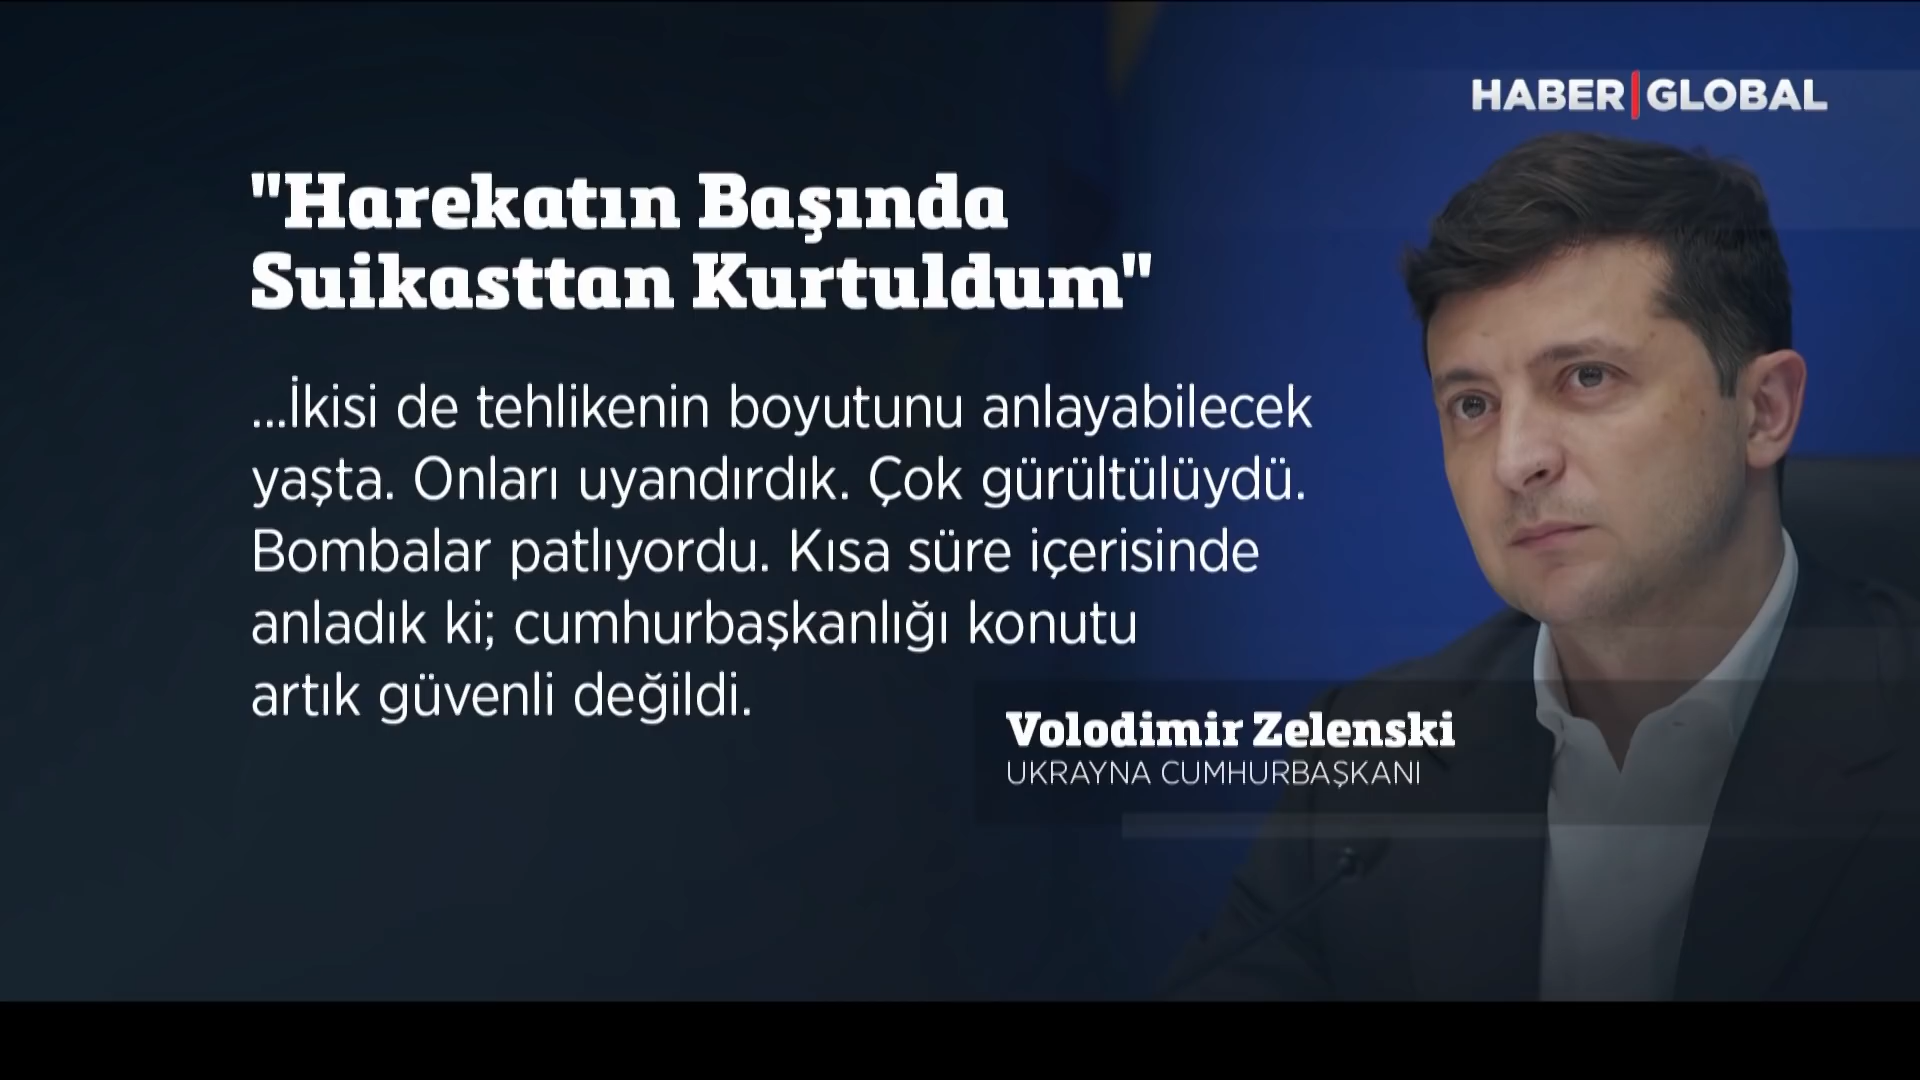 HABER GLOBAL
"Harekatın Başında
Suikasttan Kurtuldum"
...İkisi de tehlikenin boyutunu anlayabilecek
yaşta. Onları uyandırdık. Çok gürültülüydü.
Bombalar patlıyordu. Kısa süre içerisinde
anladık ki; cumhurbaşkanlığı konutu
artık güvenli değildi.
Volodimir Zelenski
UKRAYNA CUMHURBAŞKANI